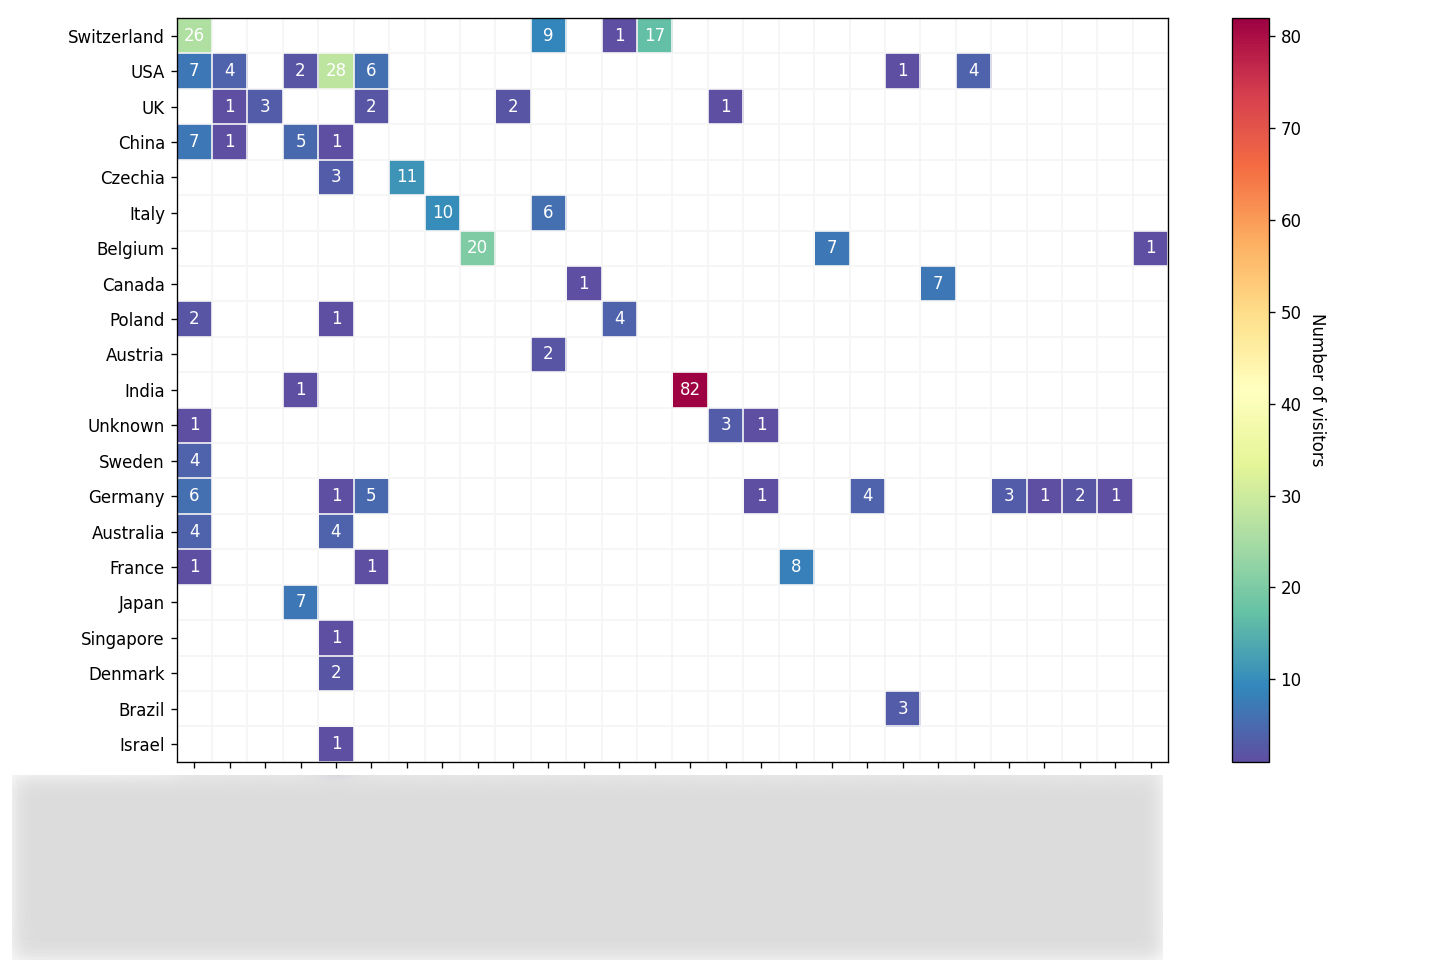 Switzerland 26 9 1 17
USA 7 4 2 28 6 1 4
UK 1 3 2 2 1
China 7 1 5 1
Czechia 3 11
Italy 10 6
Belgium 20 7 1
Canada 1 7
Poland 2 1 4
Austria 2
India 1 82
Unknown 1 3 1
Sweden 4
Germany 6 1 5 1 4 3 1 2 1
Australia 4 4
France 1 1 8
Japan 7
Singapore 1
Denmark 2
Brazil 3
Israel 1
80
70
60
50
40
30
20
10
Number of visitors